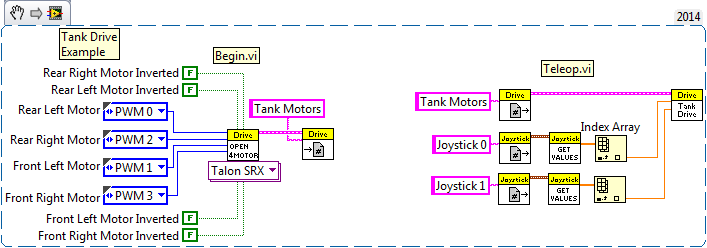 2014
Tank Drive
Example
Begin.vi
Teleop.vi
Rear Right Motor Inverted F
Rear Left Motor Inverted F
Rear Left Motor PWM 0
Rear Right Motor PWM 2
Front Left Motor PWM 1
Front Right Motor PWM 3
Front Left Motor Inverted F
Front Right Motor Inverted F
Drive
OPEN
4MOTOR
Talon SRX
Tank Motors
Drive
#
Tank Motors
Drive
#
Drive
Tank
Drive
Joystick 0
Joystick
#
Joystick
GET
VALUES
Index Array
Joystick 1
Joystick
#
Joystick
GET
VALUES